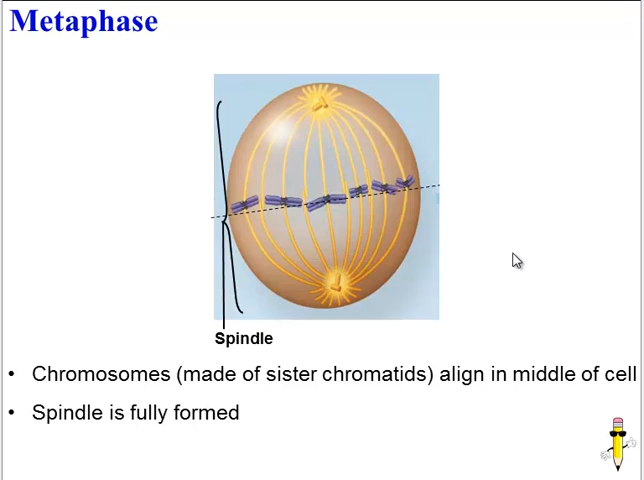 Metaphase
Spindle
• Chromosomes (made of sister chromatids) align in middle of cell
• Spindle is fully formed